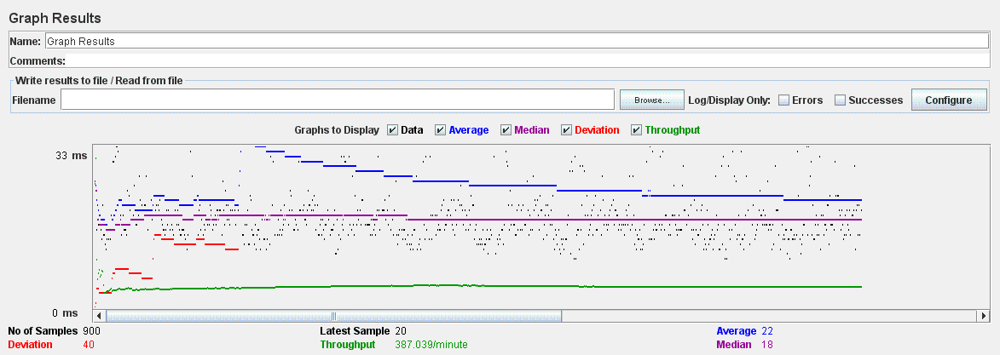 Graph Results
Name: Graph Results
Comments:
Write results to file / Read from file
Filename Browse... Log/Display Only: Errors Successes Configure
Graphs to Display Data Average Median Deviation Throughput
33 ms
0 ms
No of Samples 900 Latest Sample 20 Average 22
Deviation 40 Throughput 387.039/minute Median 18